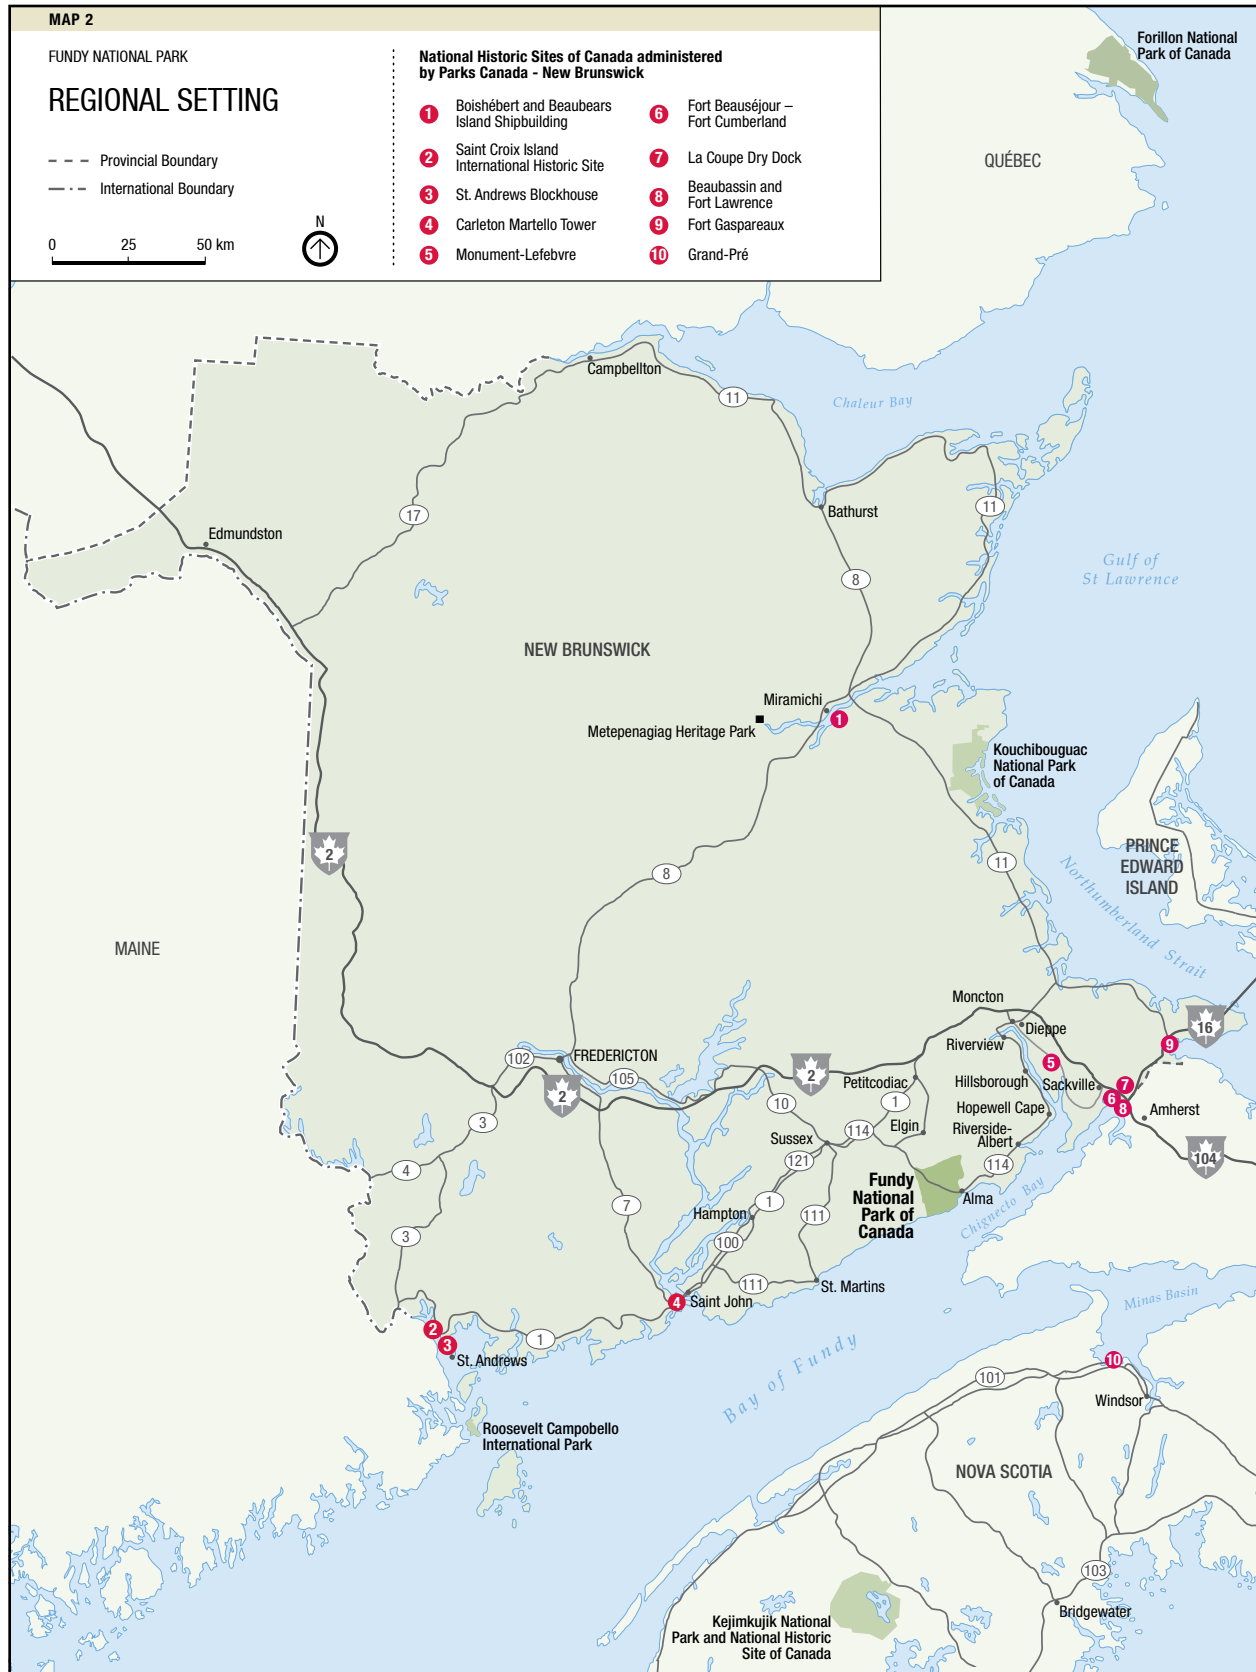 MAP 2
FUNDY NATIONAL PARK
REGIONAL SETTING
Provincial Boundary
International Boundary
0 25 50 km
N
National Historic Sites of Canada administered
by Parks Canada - New Brunswick
1 Boishébert and Beaubears
Island Shipbuilding
2 Saint Croix Island
International Historic Site
3 St. Andrews Blockhouse
4 Carleton Martello Tower
5 Monument-Lefebvre
6 Fort Beauséjour –
Fort Cumberland
7 La Coupe Dry Dock
8 Beaubassin and
Fort Lawrence
9 Fort Gaspareaux
10 Grand-Pré
Forillon National
Park of Canada
QUÉBEC
Campbellton
11
Chaleur Bay
17
Bathurst
11
Edmundston
8
Gulf of
St Lawrence
NEW BRUNSWICK
Miramichi
1
Metepenagiag Heritage Park
Kouchibouguac
National Park
of Canada
2
8
11
PRINCE
EDWARD
ISLAND
Northumberland Strait
MAINE
Moncton
Dieppe
16
Riverview
9
5
102
FREDERICTON
105
2
2
Petitcodiac
Hillsborough
Sackville
7
6
8
10
1
Hopewell Cape
Amherst
3
114
Elgin
Riverside-
Albert
Sussex
121
114
104
4
Fundy
National
Park of
Canada
Alma
Chignecto Bay
7
Hampton
1
111
3
100
111
St. Martins
4
Saint John
Minas Basin
2
3
1
St. Andrews
Bay of Fundy
10
101
Windsor
Roosevelt Campobello
International Park
NOVA SCOTIA
103
Bridgewater
Kejimkujik National
Park and National Historic
Site of Canada